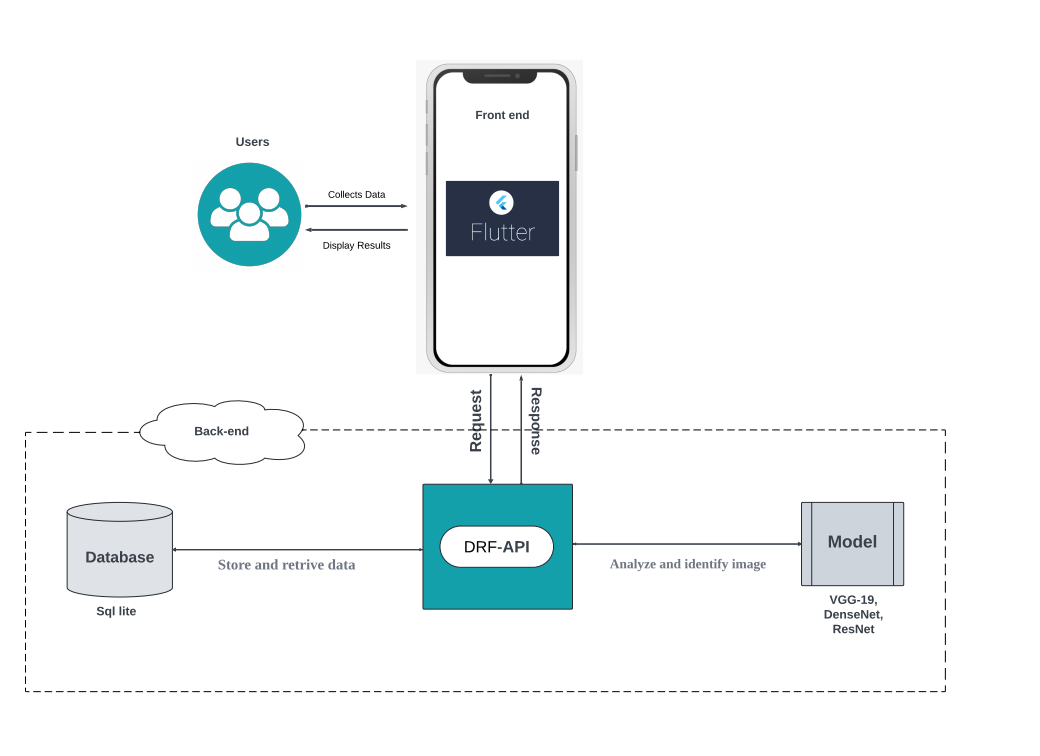 Front end
Users
Collects Data
Flutter
Display Results
Request
Response
Back-end
Database
DRF-API
Model
Store and retrive data
Analyze and identify image
Sql lite
VGG-19,
DenseNet,
ResNet